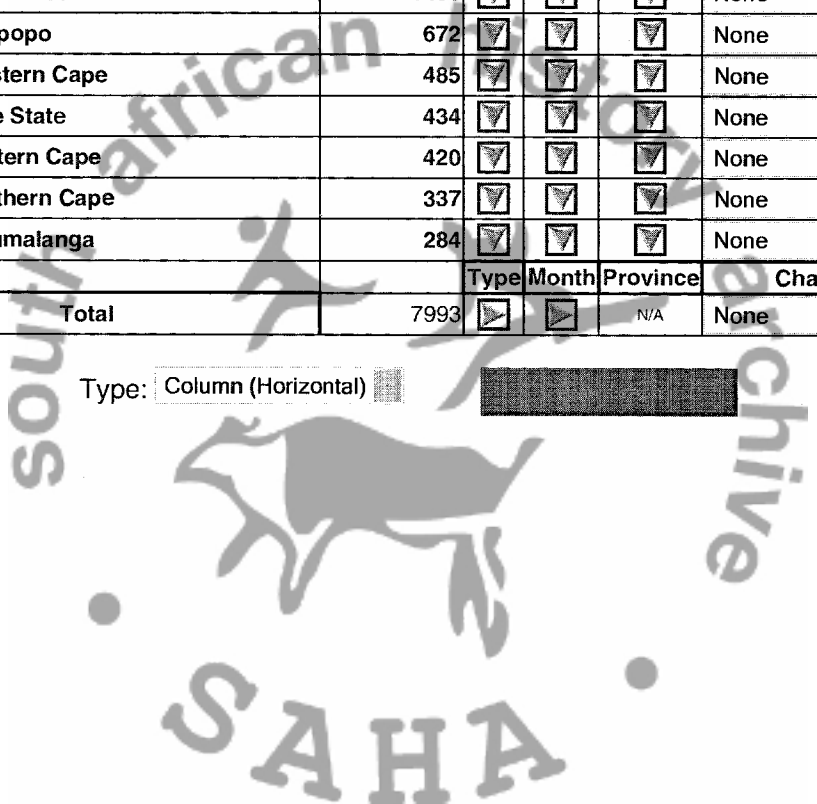 popo 672 None
stern Cape 485 None
e State 434 None
tern Cape 420 None
thern Cape 337 None
umalanga 284 None
Type Month Province Cha
Total 7993 N/A None
Type: Column (Horizontal)
south african history archive
SAHA